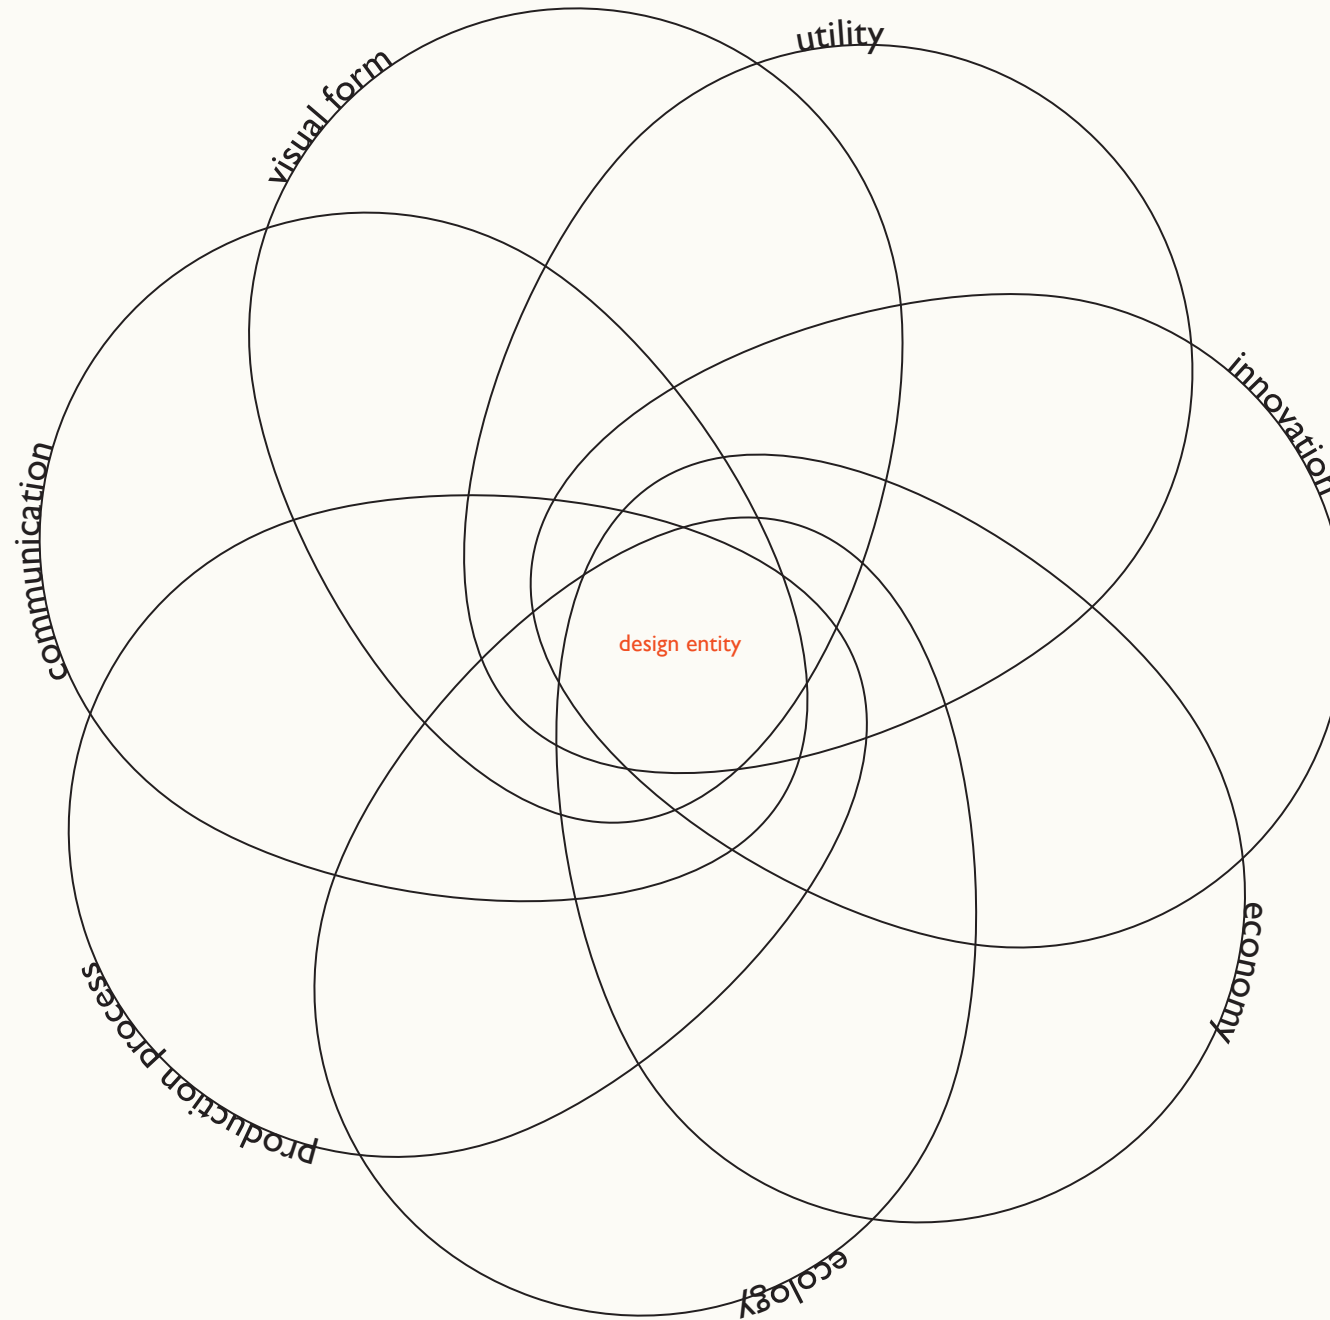 utility
visual form
innovation
communication
design entity
economy
production process
ecology